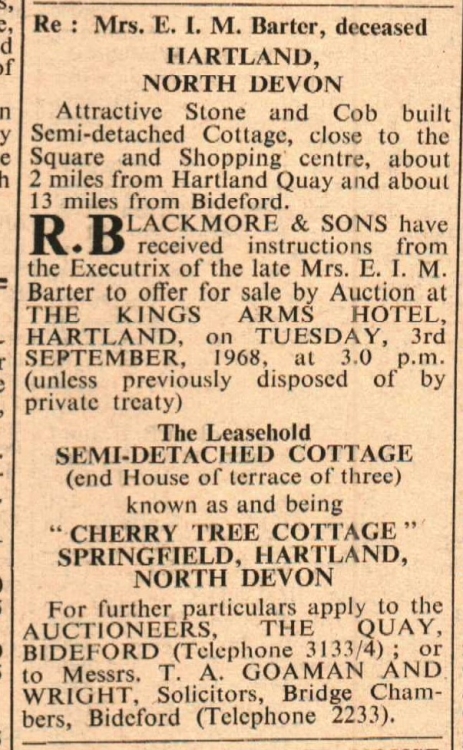 Re : Mrs. E. I. M. Barter, deceased
HARTLAND,
NORTH DEVON
Attractive Stone and Cob built
Semi-detached Cottage, close to the
Square and Shopping centre, about
2 miles from Hartland Quay and about
13 miles from Bideford.
R.BLACKMORE & SONS have
received instructions from
the Executrix of the late Mrs. E. I. M.
Barter to offer for sale by Auction at
THE KINGS ARMS HOTEL,
HARTLAND, on TUESDAY, 3rd
SEPTEMBER, 1968, at 3.0 p.m.
(unless previously disposed of by
private treaty)
The Leasehold
SEMI-DETACHED COTTAGE
(end House of terrace of three)
known as and being
" CHERRY TREE COTTAGE "
SPRINGFIELD, HARTLAND,
NORTH DEVON
For further particulars apply to the
AUCTIONEERS, THE QUAY,
BIDEFORD (Telephone 3133/4) ; or
to Messrs. T. A. GOAMAN AND
WRIGHT, Solicitors, Bridge Cham-
bers, Bideford (Telephone 2233).